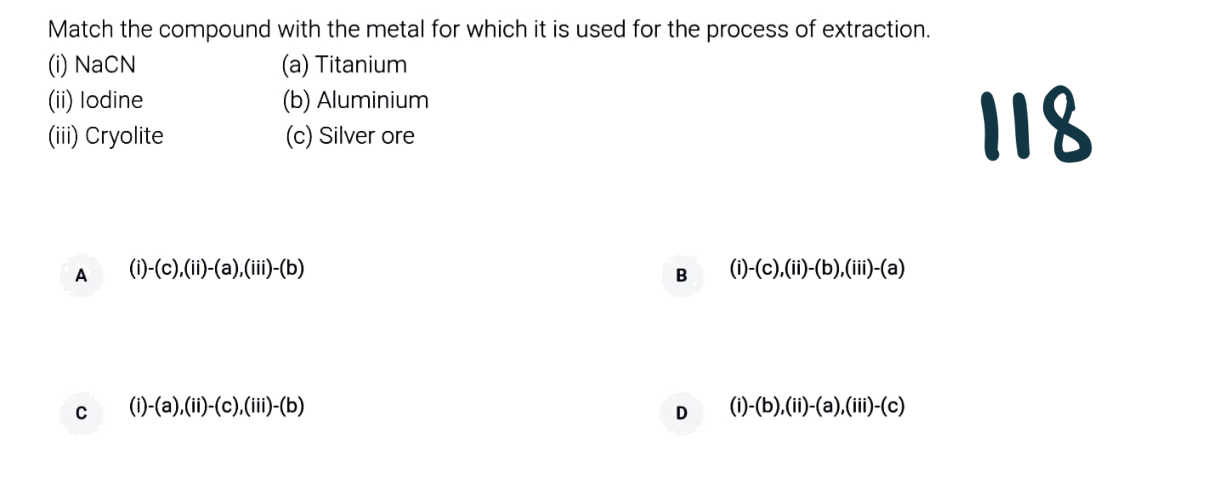 Match the compound with the metal for which it is used for the process of extraction.
(i) NaCN (a) Titanium
(ii) Iodine (b) Aluminium
(iii) Cryolite (c) Silver ore
118
A (i)-(c),(ii)-(a),(iii)-(b)
B (i)-(c),(ii)-(b),(iii)-(a)
C (i)-(a),(ii)-(c),(iii)-(b)
D (i)-(b),(ii)-(a),(iii)-(c)